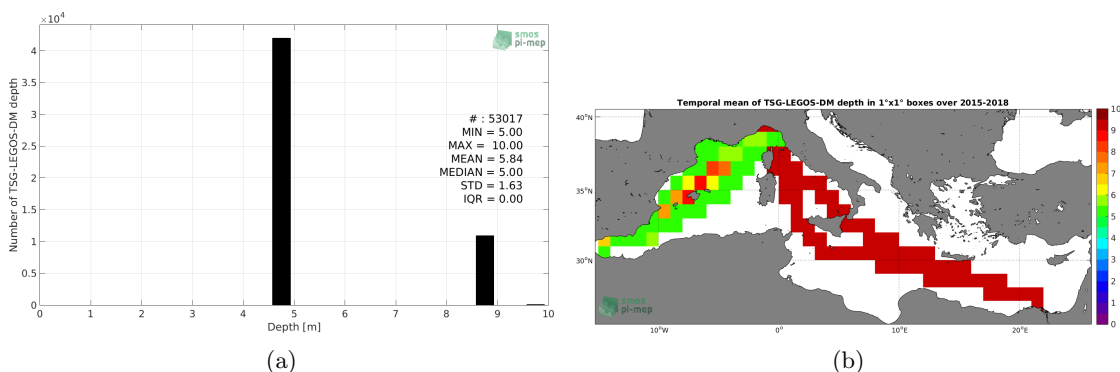 ×10⁴
smos
pi-mep
4
3.5
3
2.5
2
1.5
1
0.5
0
Number of TSG-LEGOS-DM depth
# : 53017
MIN = 5.00
MAX = 10.00
MEAN = 5.84
MEDIAN = 5.00
STD = 1.63
IQR = 0.00
0 1 2 3 4 5 6 7 8 9 10
Depth [m]
(a)
Temporal mean of TSG-LEGOS-DM depth in 1°x1° boxes over 2015-2018
40°N
35°N
30°N
10°W 0° 10°E 20°E
smos
pi-mep
10
9
8
7
6
5
4
3
2
1
0
(b)